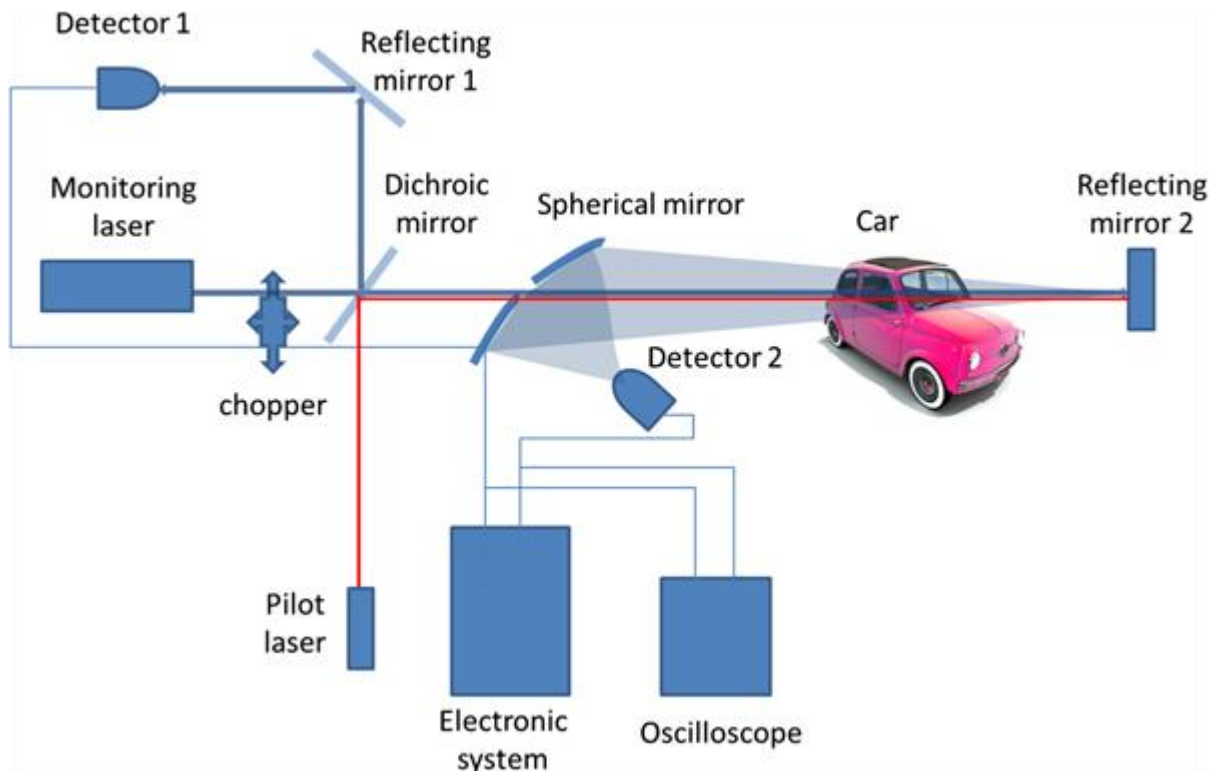 Detector 1
Reflecting
mirror 1
Monitoring
laser
Dichroic
mirror
Spherical mirror
Car
Reflecting
mirror 2
chopper
Detector 2
Pilot
laser
Electronic
system
Oscilloscope